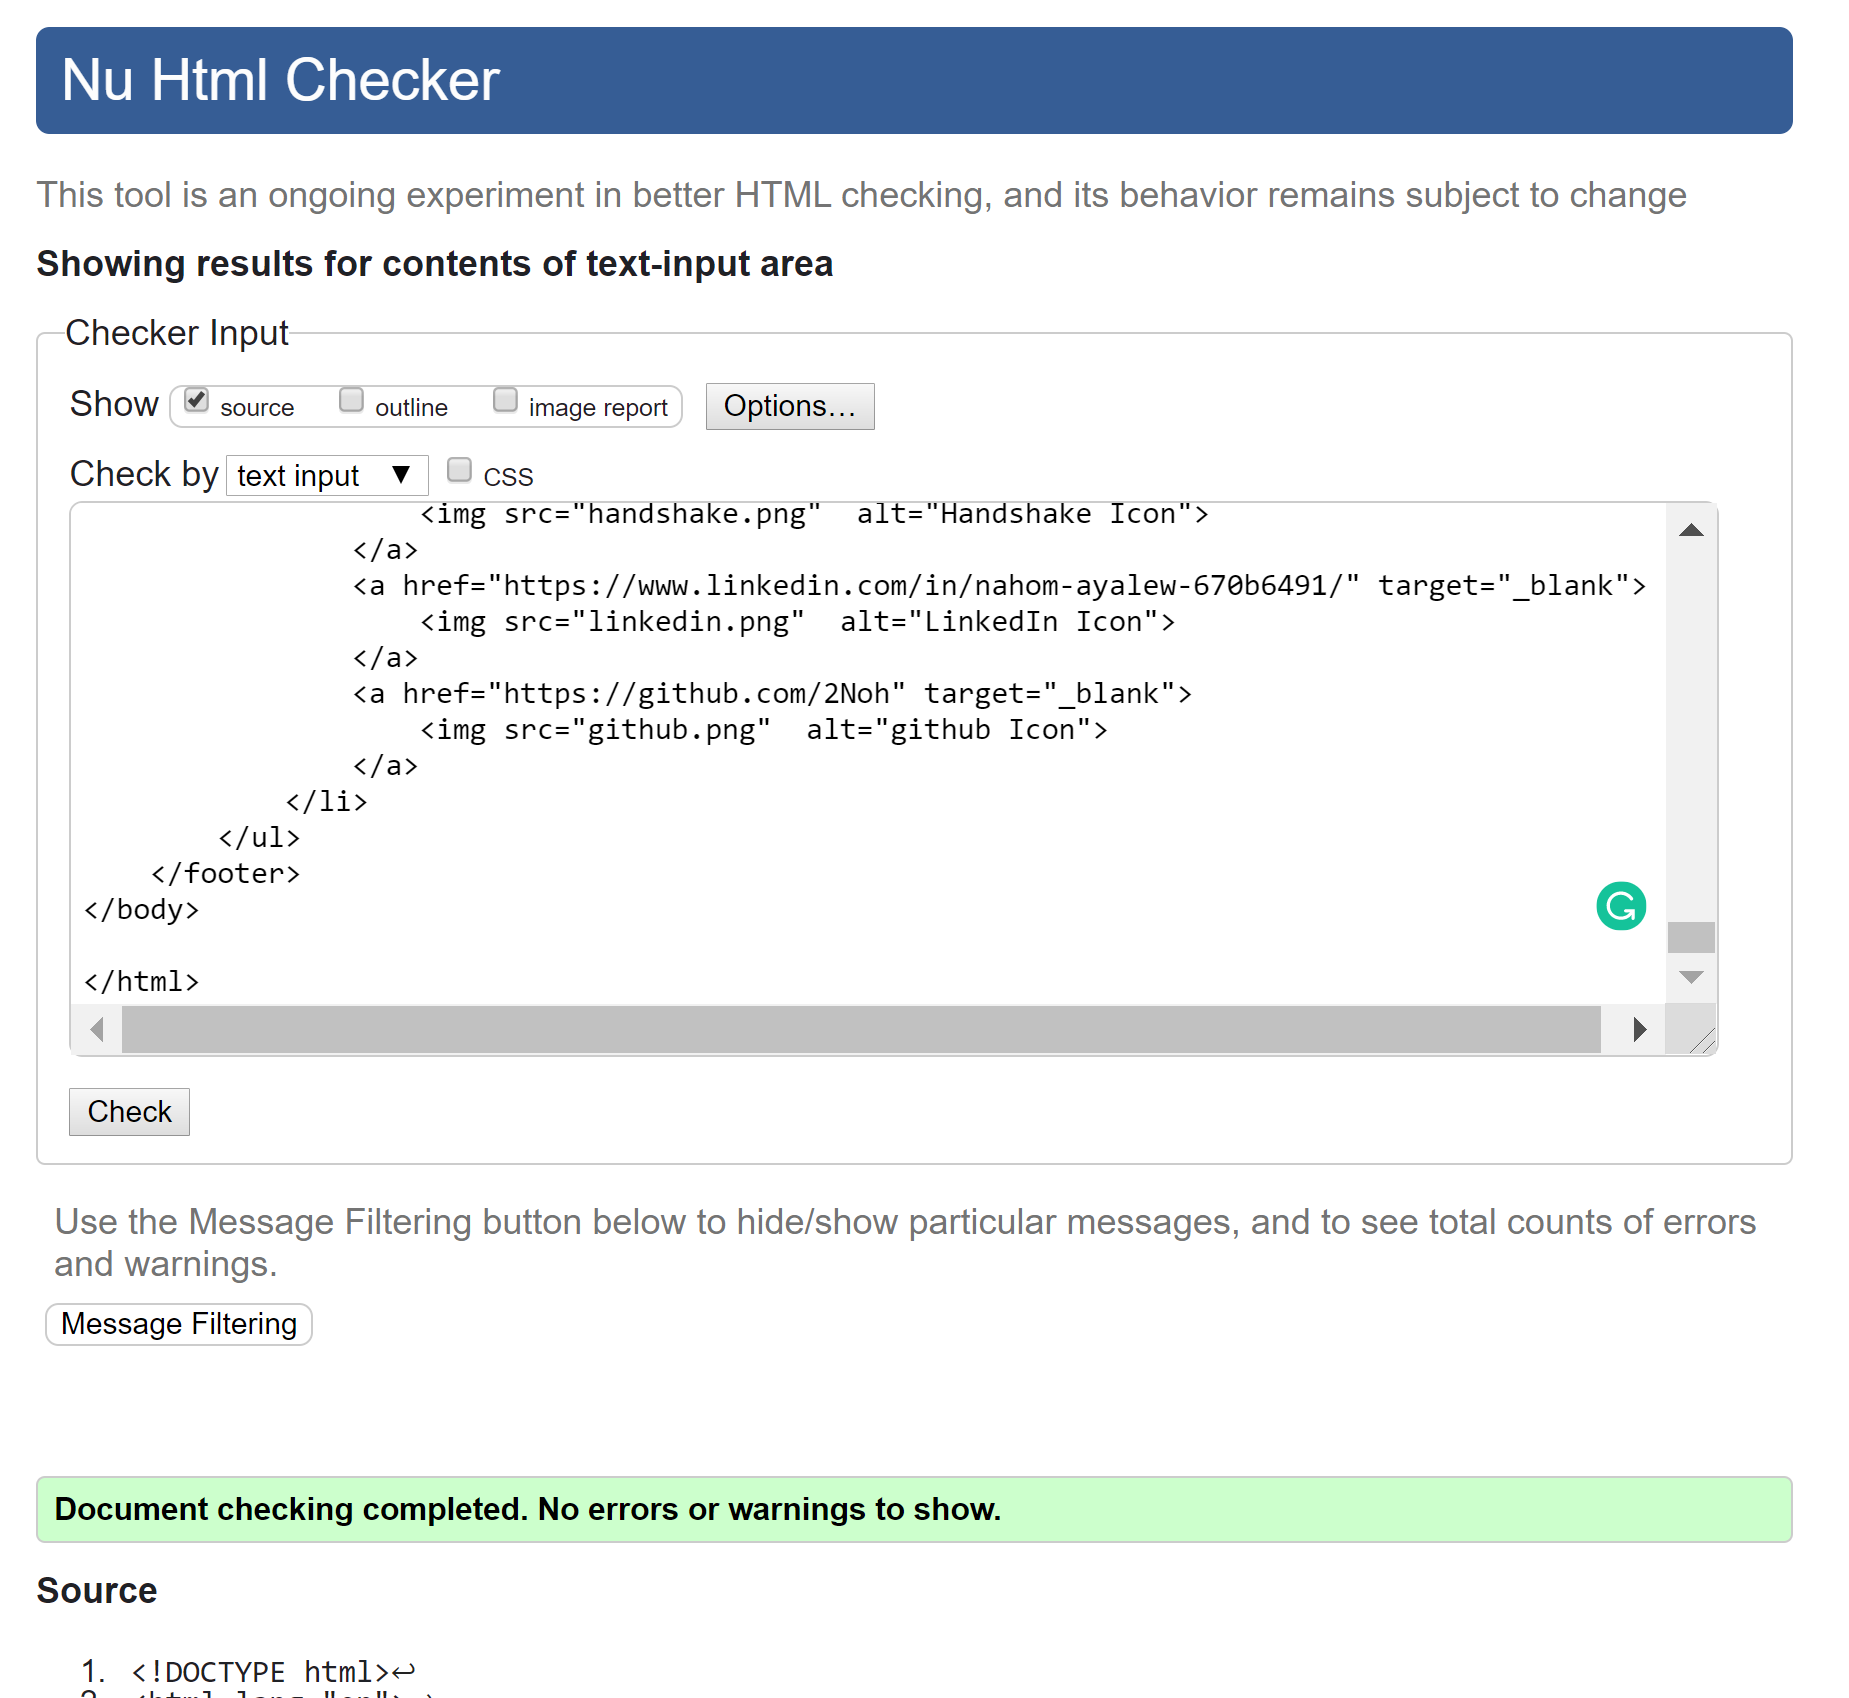 Nu Html Checker
This tool is an ongoing experiment in better HTML checking, and its behavior remains subject to change
Showing results for contents of text-input area
Checker Input
Show source outline image report Options...
Check by text input ▼ CSS
<img src="handshake.png"  alt="Handshake Icon">
</a>
<a href="https://www.linkedin.com/in/nahom-ayalew-670b6491/" target="_blank">
<img src="linkedin.png"  alt="LinkedIn Icon">
</a>
<a href="https://github.com/2Noh" target="_blank">
<img src="github.png"  alt="github Icon">
</a>
</li>
</ul>
</footer>
</body>
</html>
Check
Use the Message Filtering button below to hide/show particular messages, and to see total counts of errors
and warnings.
Message Filtering
Document checking completed. No errors or warnings to show.
Source
1. <!DOCTYPE html>↩